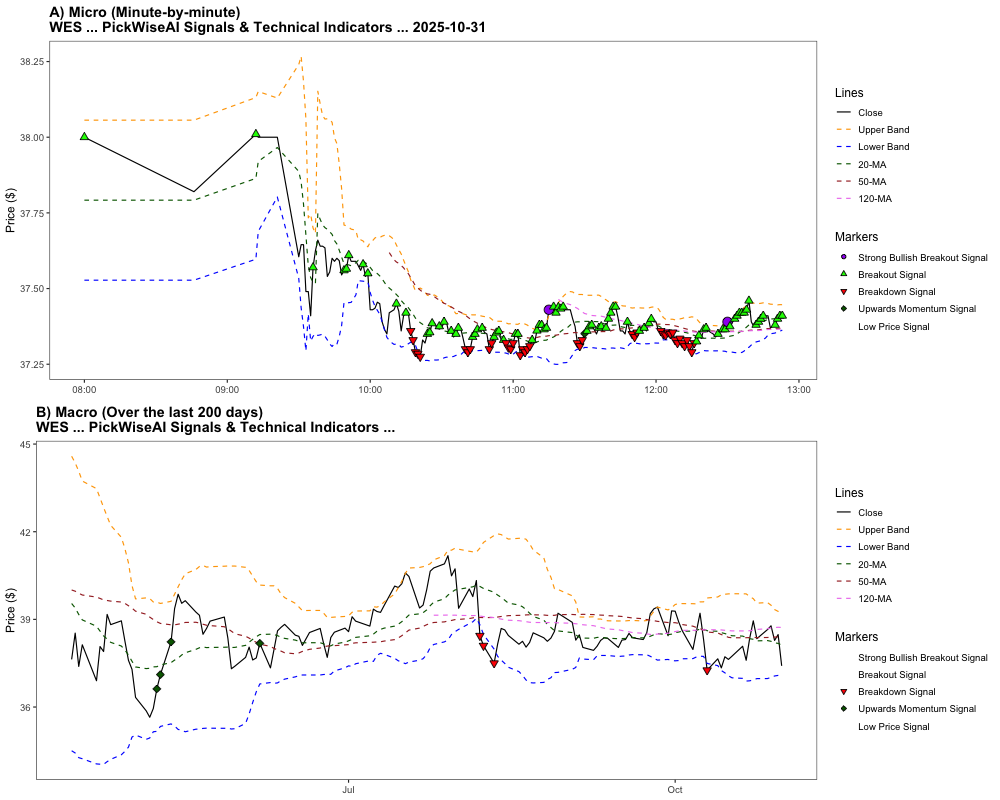 A) Micro (Minute-by-minute)
WES ... PickWiseAI Signals & Technical Indicators ... 2025-10-31
38.25
38.00
37.75
37.50
37.25
Price ($)
08:00 09:00 10:00 11:00 12:00 13:00
Lines
Close
Upper Band
Lower Band
20-MA
50-MA
120-MA
Markers
Strong Bullish Breakout Signal
Breakout Signal
Breakdown Signal
Upwards Momentum Signal
Low Price Signal
B) Macro (Over the last 200 days)
WES ... PickWiseAI Signals & Technical Indicators ...
45
42
39
36
Price ($)
Jul Oct
Lines
Close
Upper Band
Lower Band
20-MA
50-MA
120-MA
Markers
Strong Bullish Breakout Signal
Breakout Signal
Breakdown Signal
Upwards Momentum Signal
Low Price Signal